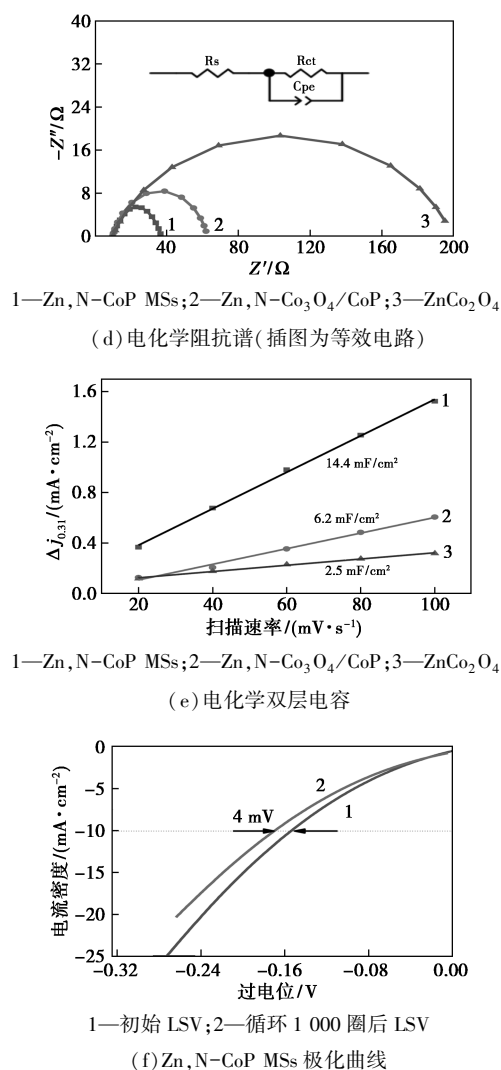 -40
-32
-24
-16
8
0
-Z″/Ω
Rs
Rct
Cpe
1
2
3
40
80
120
160
200
Z′/Ω
1—Zn,N-CoP MSs;2—Zn,N-Co₃O₄/CoP;3—ZnCo₂O₄
(d)电化学阻抗谱(插图为等效电路)
1.6
1.2
0.8
0.4
0.0
Δj₀.₃₁/(mA·cm⁻²)
14.4 mF/cm²
6.2 mF/cm²
2.5 mF/cm²
1
2
3
20
40
60
80
100
扫描速率/(mV·s⁻¹)
1—Zn,N-CoP MSs;2—Zn,N-Co₃O₄/CoP;3—ZnCo₂O₄
(e)电化学双层电容
0
-5
-10
-15
-20
-25
电流密度/(mA·cm⁻²)
4 mV
2
1
-0.32
-0.24
-0.16
-0.08
0.00
过电位/V
1—初始 LSV;2—循环 1 000 圈后 LSV
(f)Zn,N-CoP MSs 极化曲线